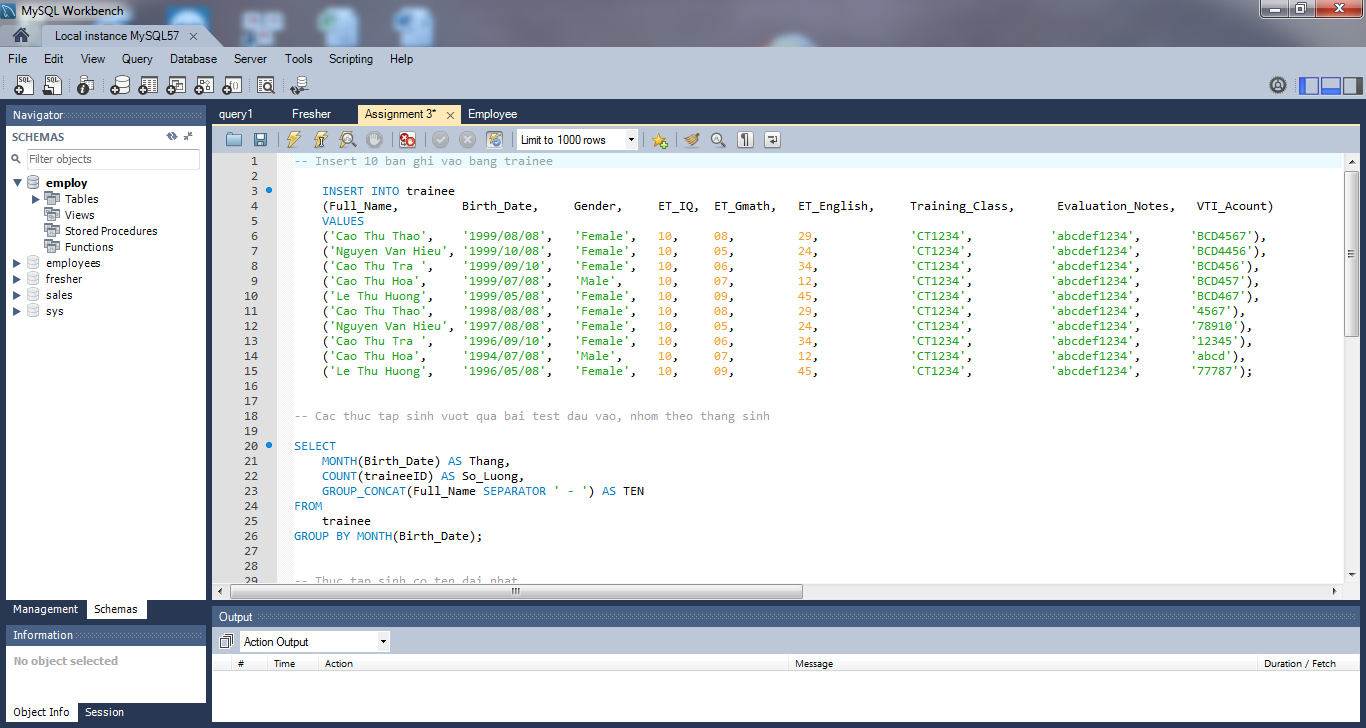 MySQL Workbench
Local instance MySQL57
File Edit View Query Database Server Tools Scripting Help
Navigator
SCHEMAS
Filter objects
employ
Tables
Views
Stored Procedures
Functions
employees
fresher
sales
sys
Management Schemas
Information
No object selected
Object Info Session
query1 Fresher Assignment 3* Employee
Limit to 1000 rows
1 -- Insert 10 ban ghi vao bang trainee
2
3 INSERT INTO trainee
4 (Full_Name, Birth_Date, Gender, ET_IQ, ET_Gmath, ET_English, Training_Class, Evaluation_Notes, VTI_Acount)
5 VALUES
6 ('Cao Thu Thao', '1999/08/08', 'Female', 10, 08, 29, 'CT1234', 'abcdef1234', 'BCD4567'),
7 ('Nguyen Van Hieu', '1999/10/08', 'Female', 10, 05, 24, 'CT1234', 'abcdef1234', 'BCD4456'),
8 ('Cao Thu Tra ', '1999/09/10', 'Female', 10, 06, 34, 'CT1234', 'abcdef1234', 'BCD456'),
9 ('Cao Thu Hoa', '1999/07/08', 'Male', 10, 07, 12, 'CT1234', 'abcdef1234', 'BCD457'),
10 ('Le Thu Huong', '1999/05/08', 'Female', 10, 09, 45, 'CT1234', 'abcdef1234', 'BCD467'),
11 ('Cao Thu Thao', '1998/08/08', 'Female', 10, 08, 29, 'CT1234', 'abcdef1234', '4567'),
12 ('Nguyen Van Hieu', '1997/08/08', 'Female', 10, 05, 24, 'CT1234', 'abcdef1234', '78910'),
13 ('Cao Thu Tra ', '1996/09/10', 'Female', 10, 06, 34, 'CT1234', 'abcdef1234', '12345'),
14 ('Cao Thu Hoa', '1994/07/08', 'Male', 10, 07, 12, 'CT1234', 'abcdef1234', 'abcd'),
15 ('Le Thu Huong', '1996/05/08', 'Female', 10, 09, 45, 'CT1234', 'abcdef1234', '77787');
16
17
18 -- Cac thuc tap sinh vuot qua bai test dau vao, nhom theo thang sinh
19
20 SELECT
21 MONTH(Birth_Date) AS Thang,
22 COUNT(traineeID) AS So_Luong,
23 GROUP_CONCAT(Full_Name SEPARATOR ' - ') AS TEN
24 FROM
25 trainee
26 GROUP BY MONTH(Birth_Date);
27
28
29 -- Thuc tap sinh co ten dai nhat
Output
Action Output
# Time Action Message Duration / Fetch